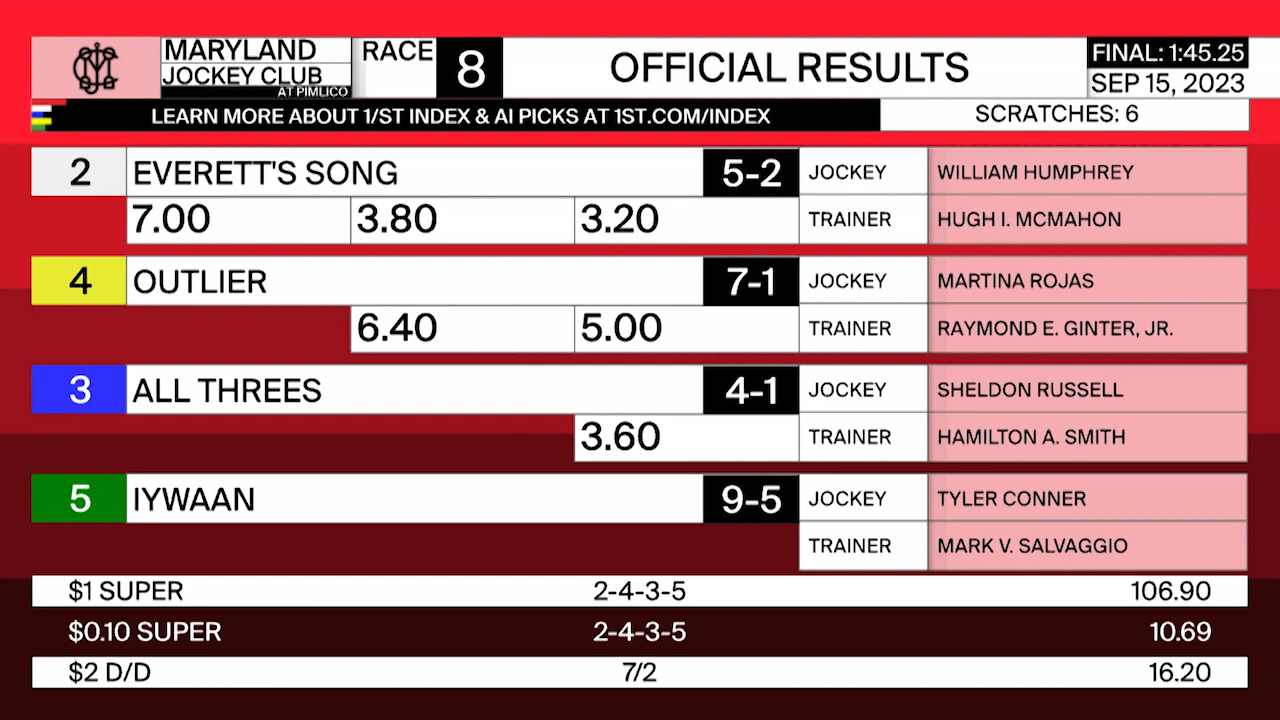 MARYLAND
JOCKEY CLUB
AT PIMLICO
RACE 8
OFFICIAL RESULTS
FINAL: 1:45.25
SEP 15, 2023
LEARN MORE ABOUT 1/ST INDEX & AI PICKS AT 1ST.COM/INDEX
SCRATCHES: 6
2 EVERETT'S SONG 5-2 JOCKEY WILLIAM HUMPHREY
7.00 3.80 3.20 TRAINER HUGH I. MCMAHON
4 OUTLIER 7-1 JOCKEY MARTINA ROJAS
6.40 5.00 TRAINER RAYMOND E. GINTER, JR.
3 ALL THREES 4-1 JOCKEY SHELDON RUSSELL
3.60 TRAINER HAMILTON A. SMITH
5 IYWAAN 9-5 JOCKEY TYLER CONNER
TRAINER MARK V. SALVAGGIO
$1 SUPER 2-4-3-5 106.90
$0.10 SUPER 2-4-3-5 10.69
$2 D/D 7/2 16.20